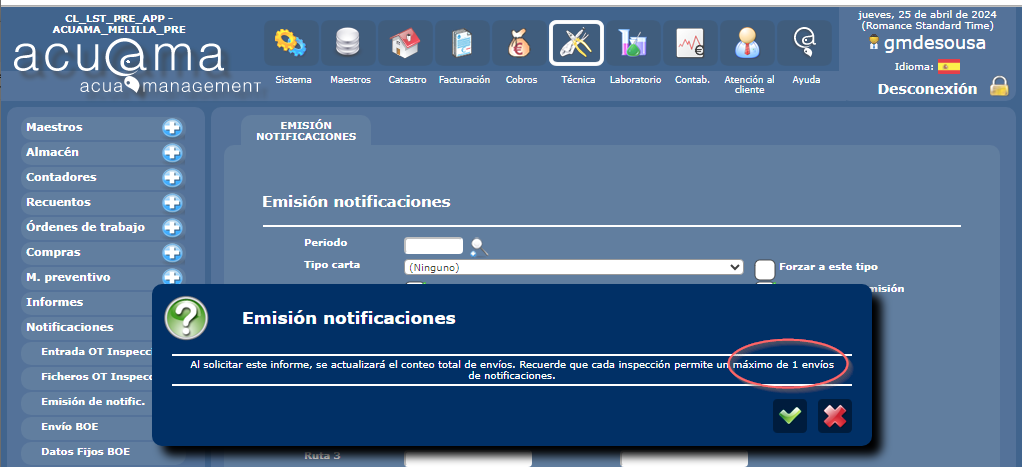 CL_LST_PRE_APP -
ACUAMA_MELILLA_PRE
acuama
acua management
Sistema
Maestros
Catastro
Facturación
Cobros
Técnica
Laboratorio
Contab.
Atención al
cliente
Ayuda
jueves, 25 de abril de 2024
(Romance Standard Time)
gmdesousa
Idioma:
Desconexión
Maestros
Almacén
Contadores
Recuentos
Órdenes de trabajo
Compras
M. preventivo
Informes
Notificaciones
Entrada OT Inspecc
Ficheros OT Inspecc
Emisión de notific.
Envío BOE
Datos Fijos BOE
EMISIÓN
NOTIFICACIONES
Emisión notificaciones
Periodo
Tipo carta
(Ninguno)
Forzar a este tipo
misión
Emisión notificaciones
Al solicitar este informe, se actualizará el conteo total de envíos. Recuerde que cada inspección permite un máximo de 1 envíos
de notificaciones.
Ruta 3